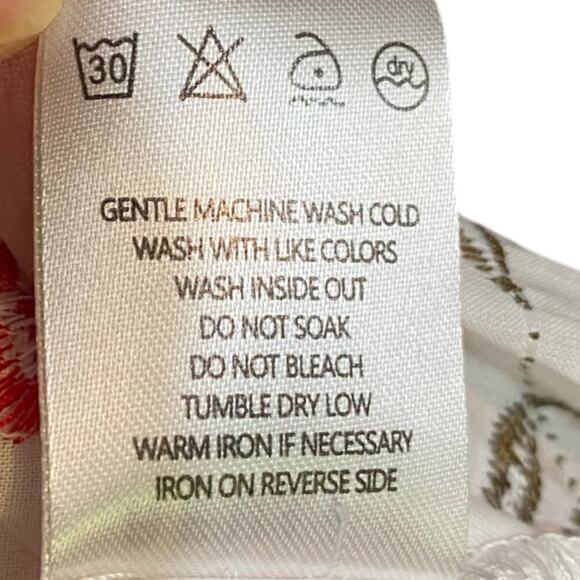 30
dry
GENTLE MACHINE WASH COLD
WASH WITH LIKE COLORS
WASH INSIDE OUT
DO NOT SOAK
DO NOT BLEACH
TUMBLE DRY LOW
WARM IRON IF NECESSARY
IRON ON REVERSE SIDE